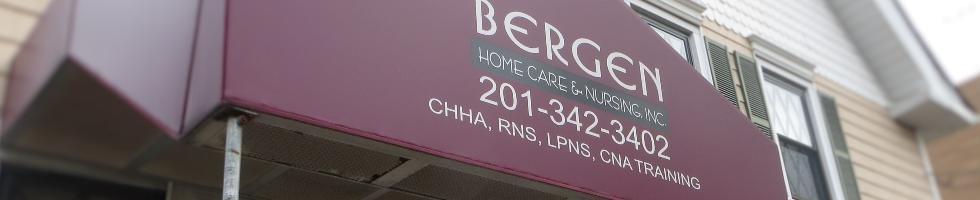 BERGEN
HOME CARE & NURSING, INC.
201-342-3402
CHHA, RNS, LPNS, CNA TRAINING